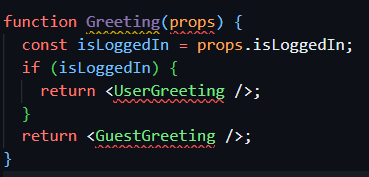 function Greeting(props) {
  const isLoggedIn = props.isLoggedIn;
  if (isLoggedIn) {
    return <UserGreeting />;
  }
  return <GuestGreeting />;
}